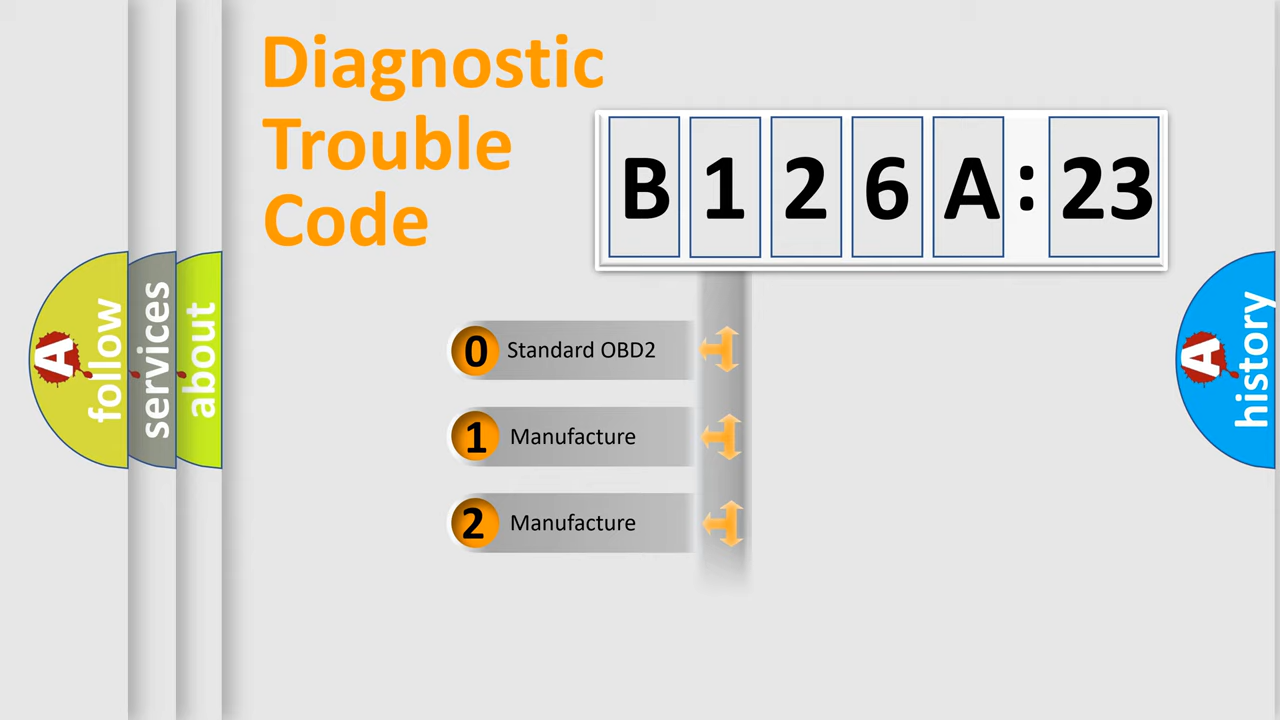 Diagnostic
Trouble
Code
B 1 2 6 A : 23
0 Standard OBD2
1 Manufacture
2 Manufacture
A follow
services
about
A history